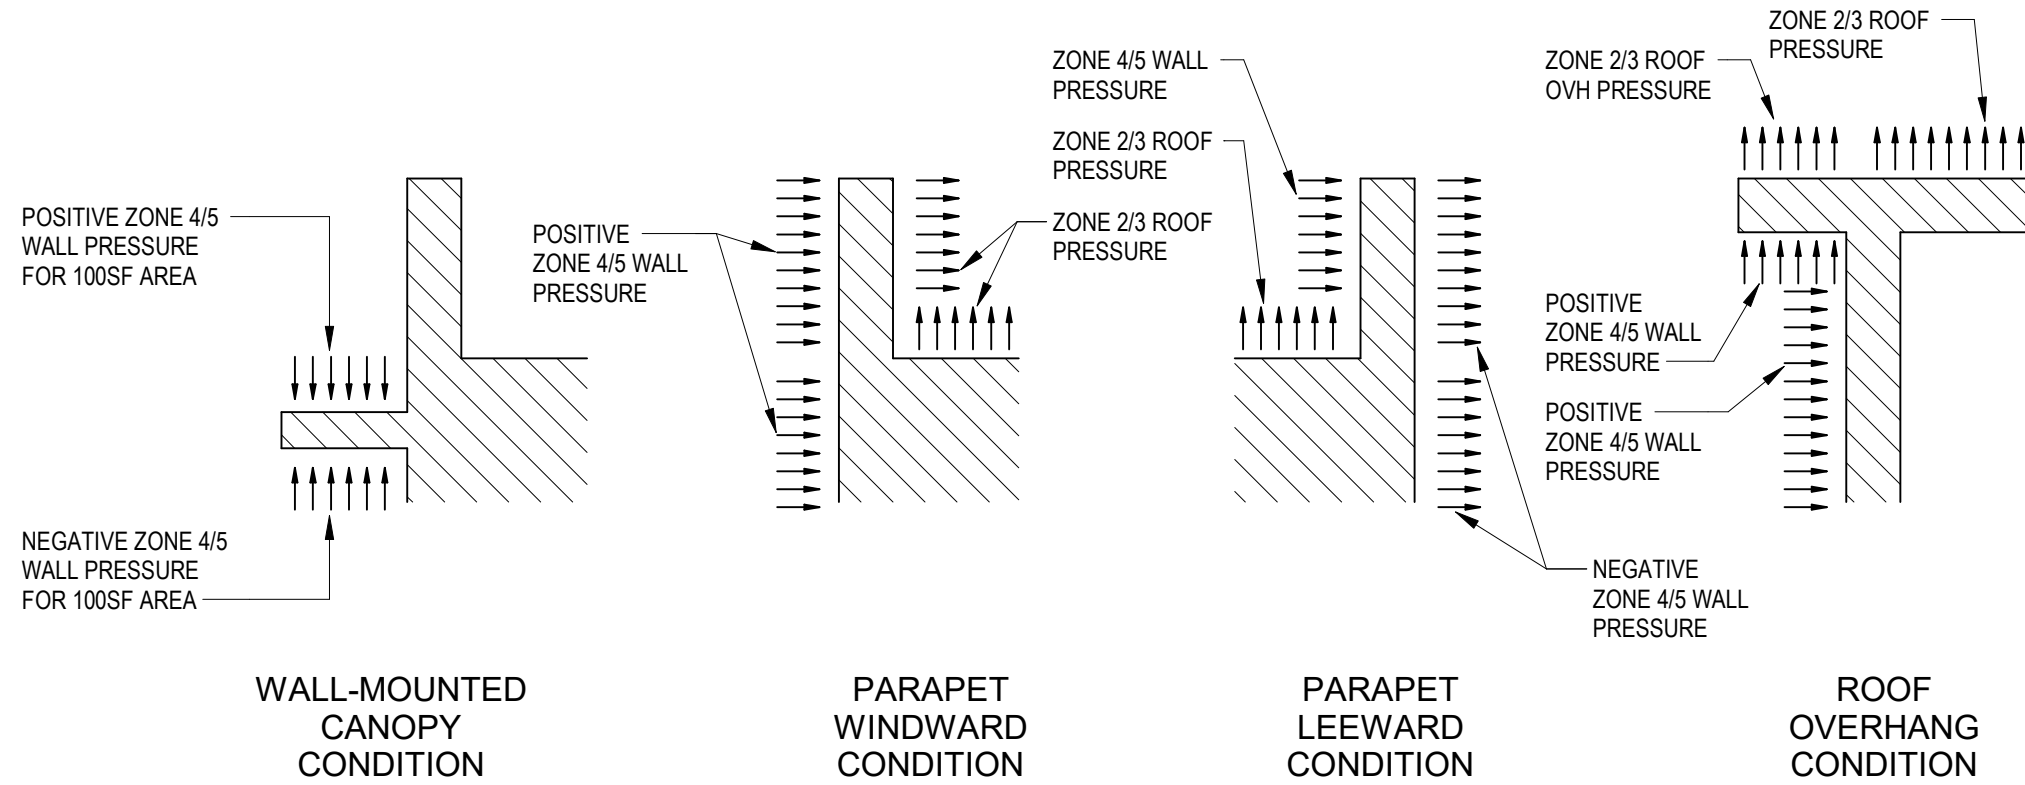 POSITIVE ZONE 4/5
WALL PRESSURE
FOR 100SF AREA
NEGATIVE ZONE 4/5
WALL PRESSURE
FOR 100SF AREA
WALL-MOUNTED
CANOPY
CONDITION
POSITIVE
ZONE 4/5 WALL
PRESSURE
ZONE 2/3 ROOF
PRESSURE
PARAPET
WINDWARD
CONDITION
ZONE 4/5 WALL
PRESSURE
ZONE 2/3 ROOF
PRESSURE
NEGATIVE
ZONE 4/5 WALL
PRESSURE
PARAPET
LEEWARD
CONDITION
ZONE 2/3 ROOF
PRESSURE
ZONE 2/3 ROOF
OVH PRESSURE
POSITIVE
ZONE 4/5 WALL
PRESSURE
POSITIVE
ZONE 4/5 WALL
PRESSURE
ROOF
OVERHANG
CONDITION